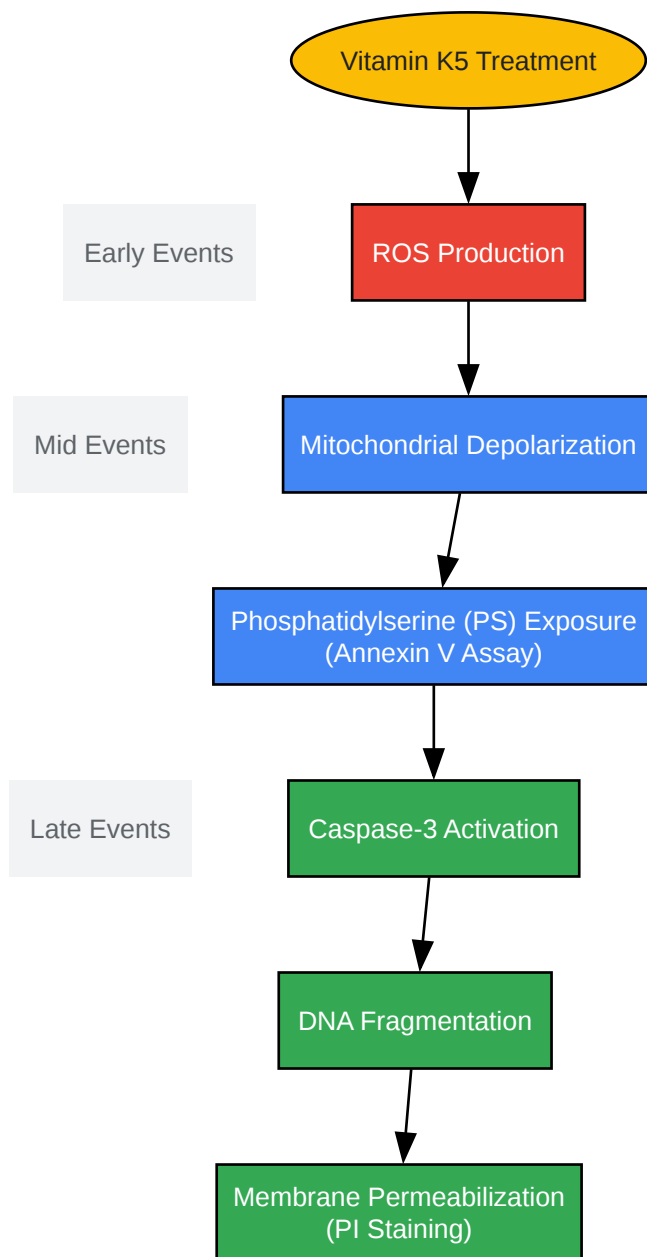 Vitamin K5 Treatment
Early Events
ROS Production
Mid Events
Mitochondrial Depolarization
Phosphatidylserine (PS) Exposure
(Annexin V Assay)
Late Events
Caspase-3 Activation
DNA Fragmentation
Membrane Permeabilization
(PI Staining)